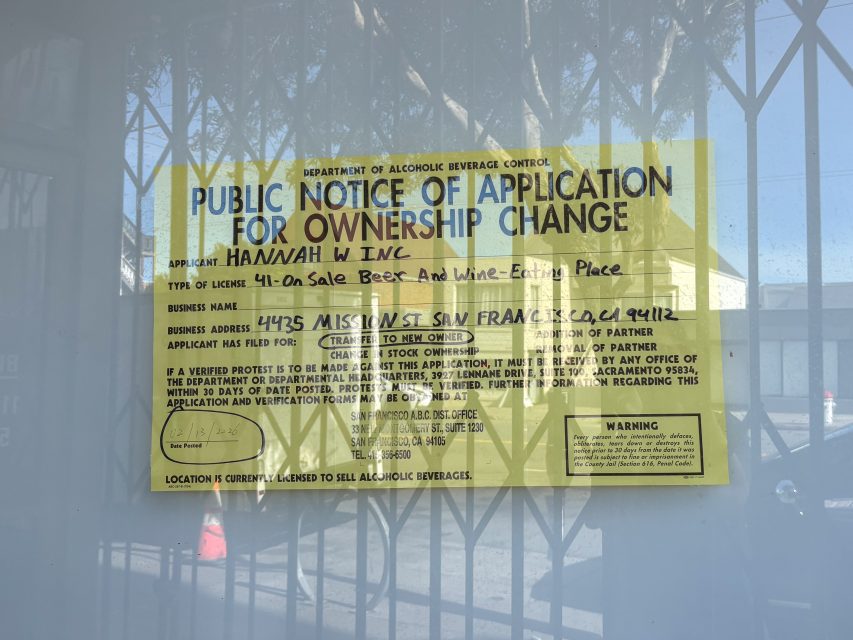 DEPARTMENT OF ALCOHOLIC BEVERAGE CONTROL
PUBLIC NOTICE OF APPLICATION
FOR OWNERSHIP CHANGE
APPLICANT HANNAH W INC
TYPE OF LICENSE 41-On Sale Beer And Wine-Eating Place
BUSINESS NAME
BUSINESS ADDRESS 4435 MISSION ST SAN FRANCISCO, CA 94112
APPLICANT HAS FILED FOR: TRANSFER TO NEW OWNER ADDITION OF PARTNER
CHANGE IN STOCK OWNERSHIP REMOVAL OF PARTNER
IF A VERIFIED PROTEST IS TO BE MADE AGAINST THIS APPLICATION, IT MUST BE RECEIVED BY ANY OFFICE OF
THE DEPARTMENT OR DEPARTMENTAL HEADQUARTERS, 3927 LENNANE DRIVE, SUITE 100, SACRAMENTO 95834,
WITHIN 30 DAYS OF DATE POSTED. PROTESTS MUST BE VERIFIED. FURTHER INFORMATION REGARDING THIS
APPLICATION AND VERIFICATION FORMS MAY BE OBTAINED AT
SAN FRANCISCO A.B.C. DIST. OFFICE
33 NEW MONTGOMERY ST., SUITE 1230
SAN FRANCISCO, CA 94105
TEL. 415-356-6500
Date Posted
WARNING
Every person who intentionally defaces,
obliterates, tears down or destroys this
notice prior to 30 days from the date it was
posted is subject to fine or imprisonment in
the County Jail (Section 616, Penal Code).
LOCATION IS CURRENTLY LICENSED TO SELL ALCOHOLIC BEVERAGES.